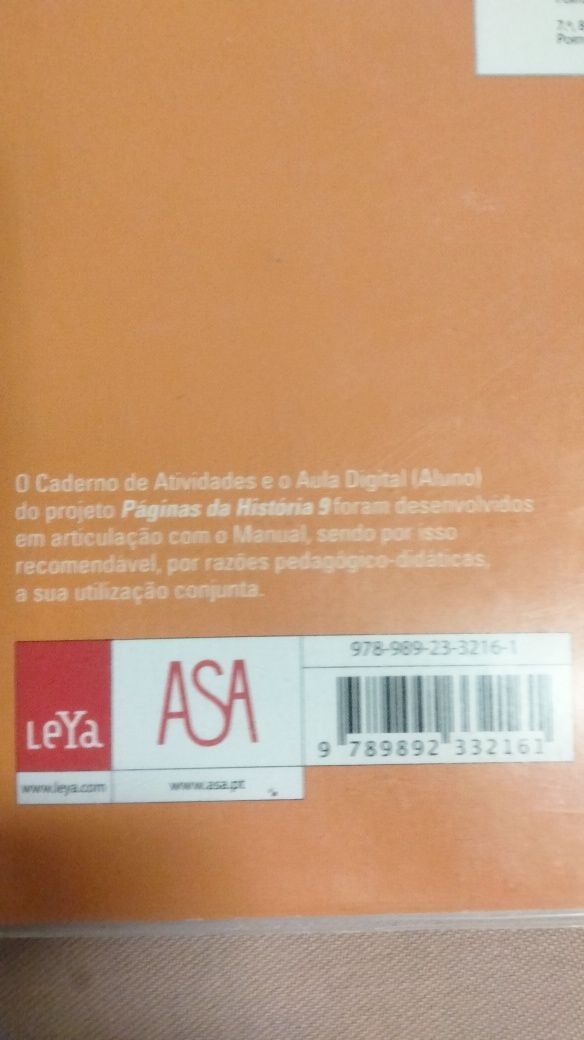 7.º, 8
O Caderno de Atividades e o Aula Digital (Aluno)
do projeto Páginas da História 9 foram desenvolvidos
em articulação com o Manual, sendo por isso
recomendável, por razões pedagógico-didáticas,
a sua utilização conjunta.
978-989-23-3216-1
LeYa
ASA
9 789892 332161
www.leya.com
www.asa.pt